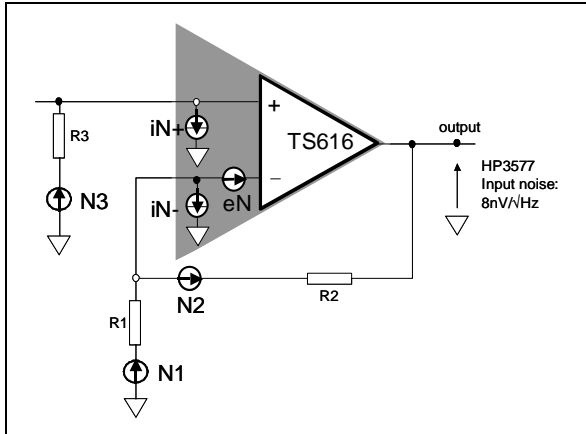 +
R3
iN+
TS616
output
HP3577
Input noise:
8nV/√Hz
N3
iN-
eN
−
N2
R2
R1
N1